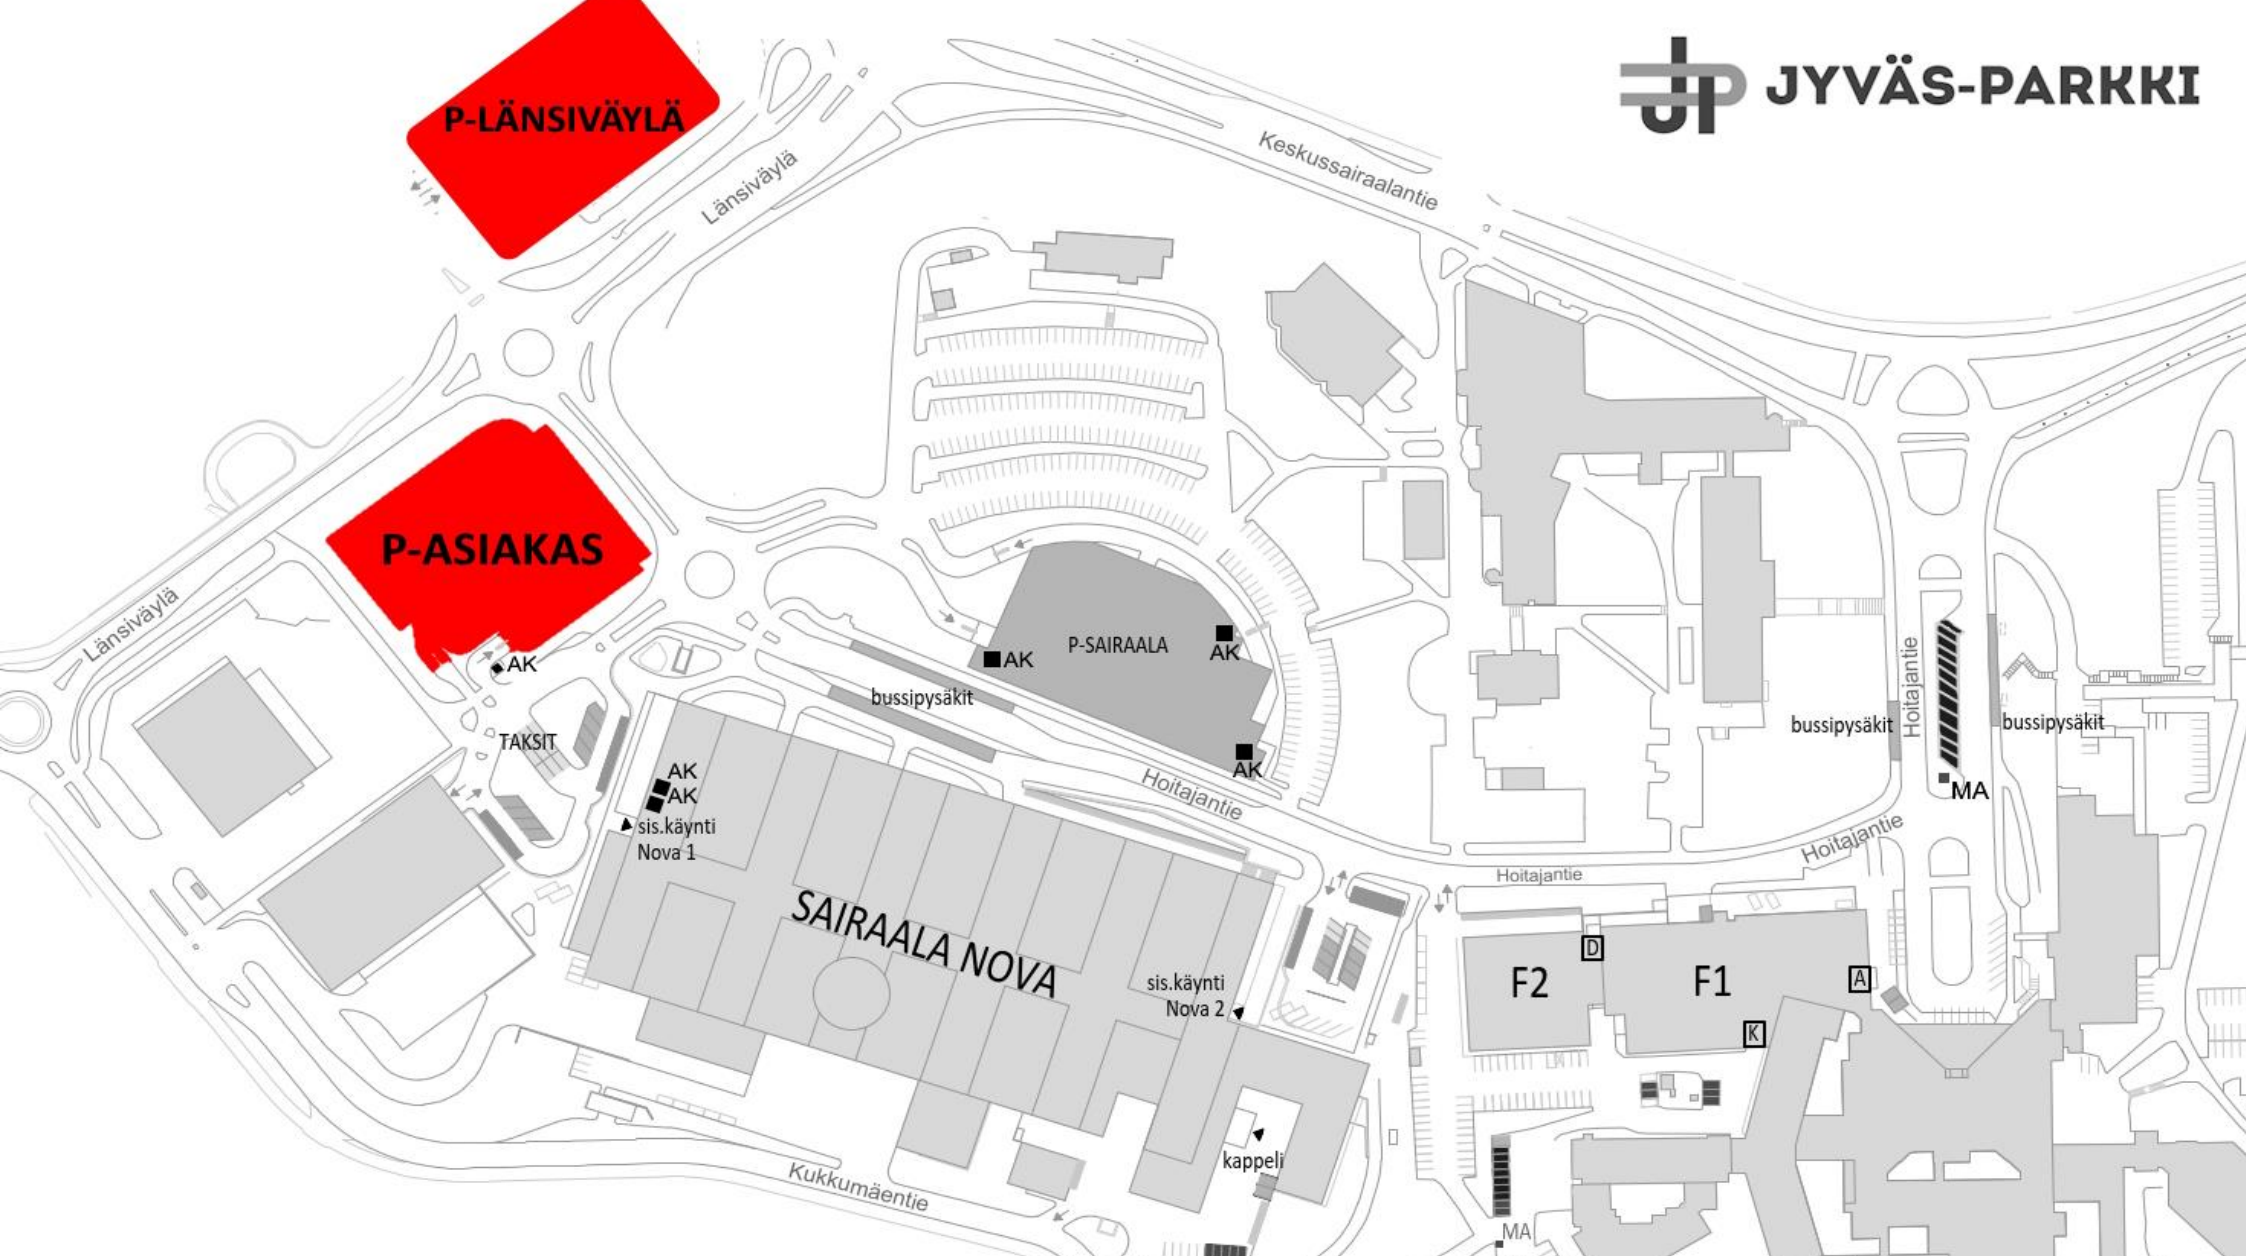 JYVÄS-PARKKI
P-LÄNSIVÄYLÄ
Länsiväylä
Keskussairaalantie
P-ASIAKAS
Länsiväylä
AK
TAKSIT
P-SAIRAALA
AK
AK
AK
bussipysäkit
Hoitajantie
AK
AK
sis.käynti
Nova 1
SAIRAALA NOVA
sis.käynti
Nova 2
kappeli
Kukkumäentie
Hoitajantie
Hoitajantie
Hoitajantie
bussipysäkit
bussipysäkit
MA
F2
D
F1
A
K
MA